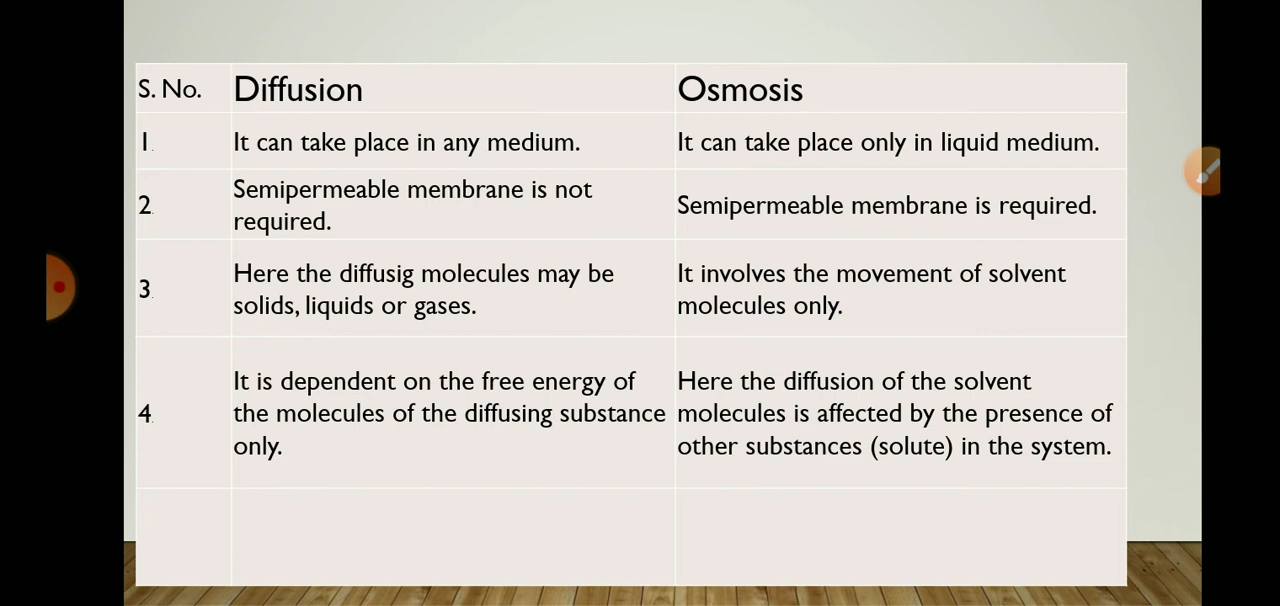 S. No. Diffusion Osmosis
1. It can take place in any medium. It can take place only in liquid medium.
2. Semipermeable membrane is not
required. Semipermeable membrane is required.
3. Here the diffusig molecules may be
solids, liquids or gases. It involves the movement of solvent
molecules only.
4. It is dependent on the free energy of
the molecules of the diffusing substance
only. Here the diffusion of the solvent
molecules is affected by the presence of
other substances (solute) in the system.